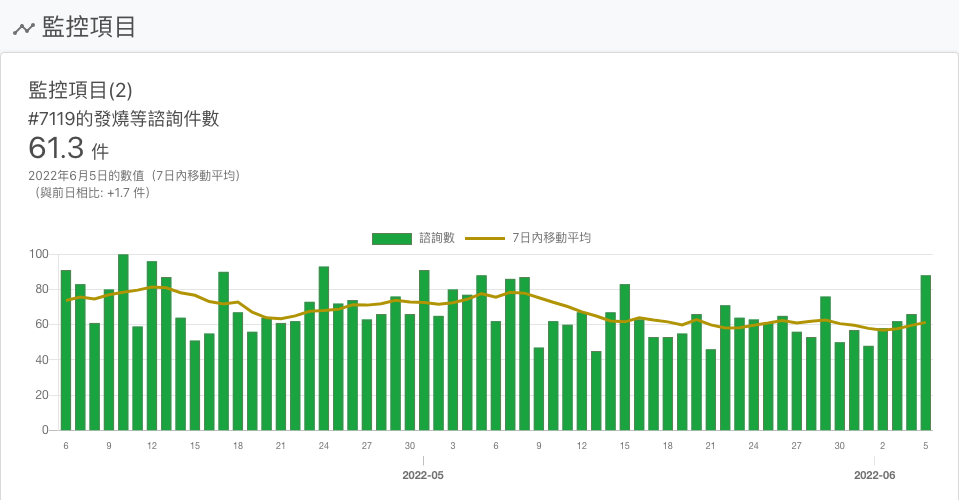 監控項目
監控項目(2)
#7119的發燒等諮詢件數
61.3 件
2022年6月5日的數值（7日內移動平均）
（與前日相比: +1.7 件）
諮詢數 7日內移動平均
100
80
60
40
20
0
6 9 12 15 18 21 24 27 30 3 6 9 12 15 18 21 24 27 30 2 5
2022-05 2022-06